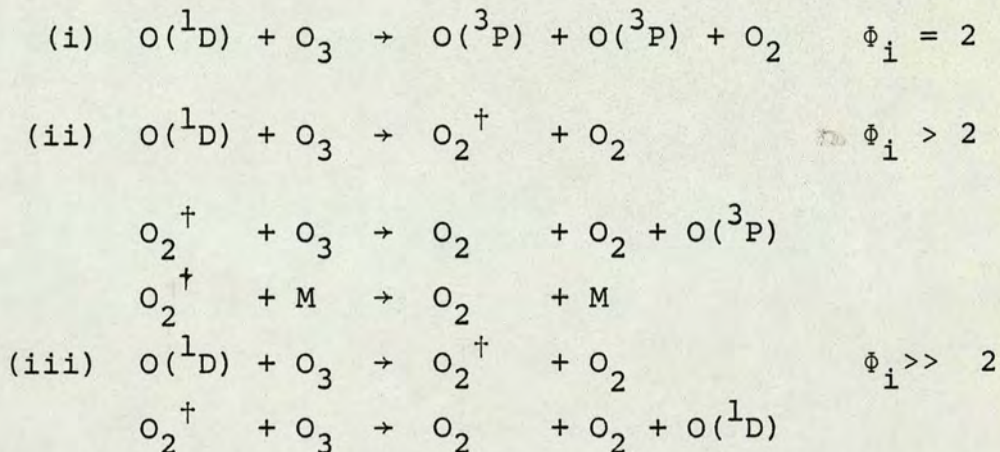 (i) O(¹D) + O₃ → O(³P) + O(³P) + O₂ Φᵢ = 2
(ii) O(¹D) + O₃ → O₂† + O₂ Φᵢ > 2
O₂† + O₃ → O₂ + O₂ + O(³P)
O₂† + M → O₂ + M
(iii) O(¹D) + O₃ → O₂† + O₂ Φᵢ >> 2
O₂† + O₃ → O₂ + O₂ + O(¹D)